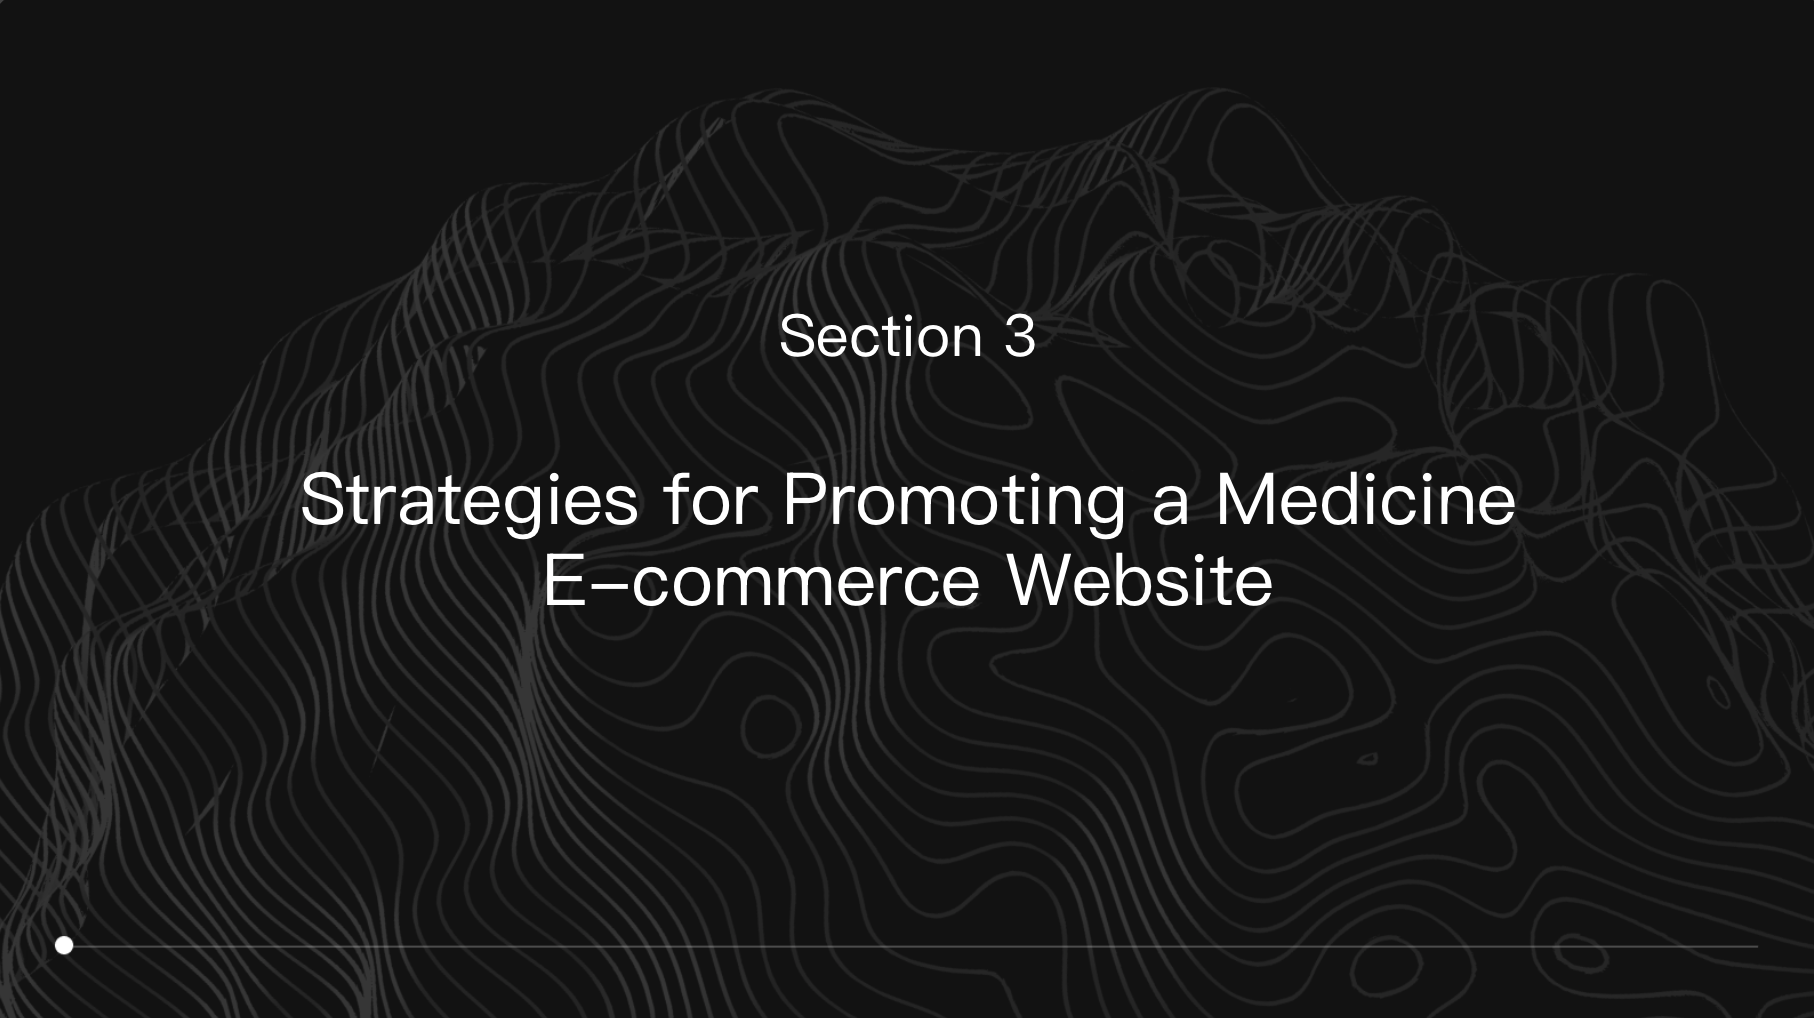 Section 3
Strategies for Promoting a Medicine
E–commerce Website